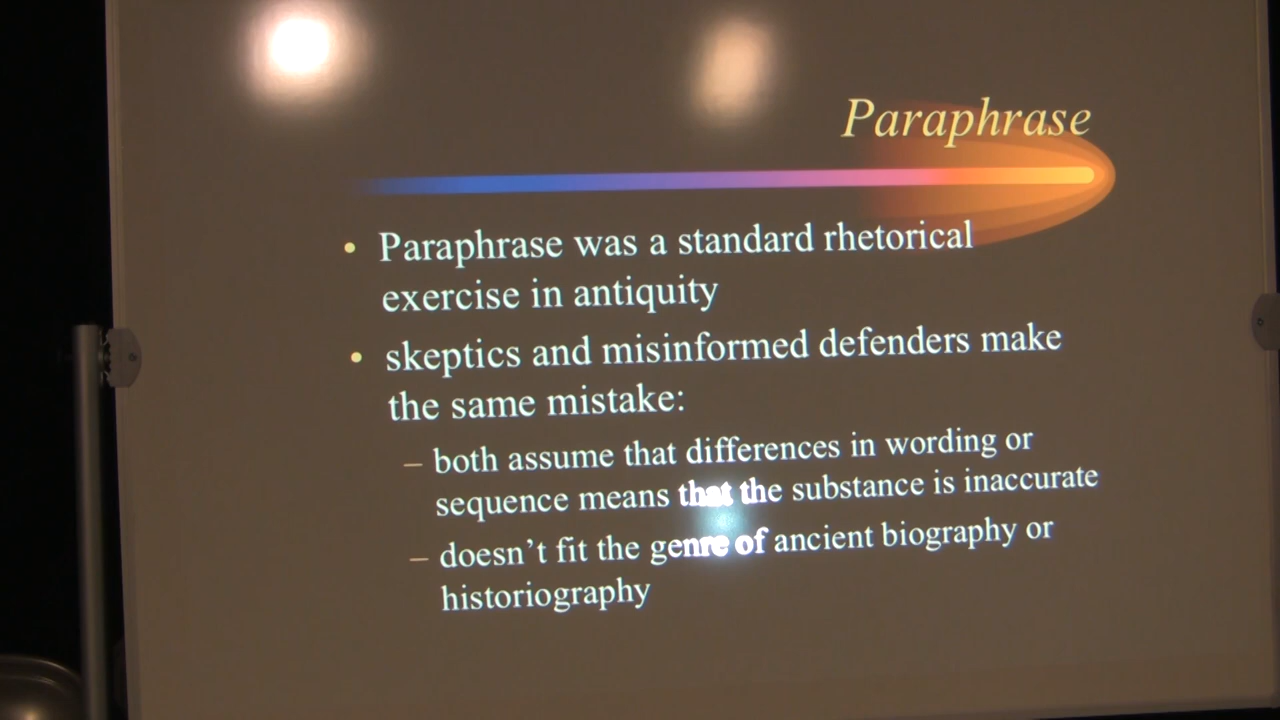 Paraphrase
• Paraphrase was a standard rhetorical
exercise in antiquity
• skeptics and misinformed defenders make
the same mistake:
– both assume that differences in wording or
sequence means that the substance is inaccurate
– doesn't fit the genre of ancient biography or
historiography